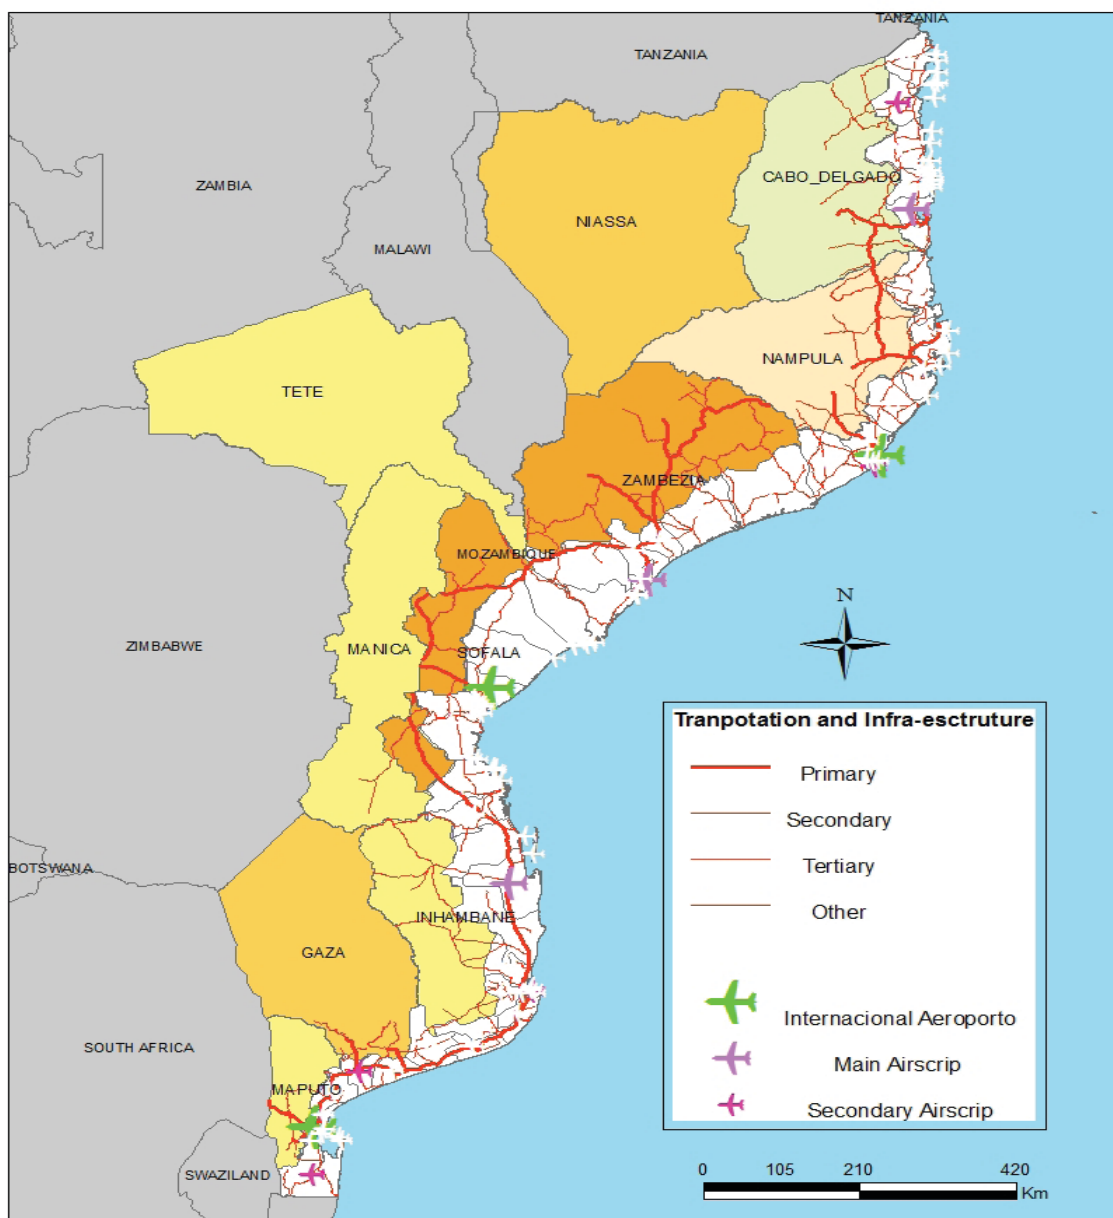 TANZANIA
TANZANIA
ZAMBIA
CABO_DELGADO
NIASSA
MALAWI
NAMPULA
TETE
ZAMBEZIA
MOZAMBIQUE
N
ZIMBABWE
MANICA
SOFALA
Tranpotation and Infra-esctruture
Primary
Secondary
Tertiary
Other
Internacional Aeroporto
Main Airscrip
Secondary Airscrip
BOTSWANA
INHAMBANE
GAZA
SOUTH AFRICA
MAPUTO
SWAZILAND
0 105 210 420
Km